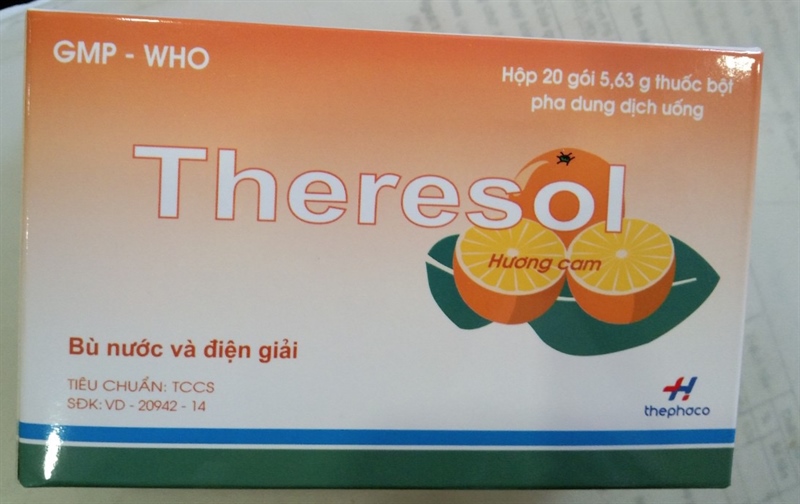 GMP - WHO
Hộp 20 gói 5,63 g thuốc bột
pha dung dịch uống
Theresol
Hương cam
Bù nước và điện giải
TIÊU CHUẨN: TCCS
SĐK: VD - 20942 - 14
thephaco